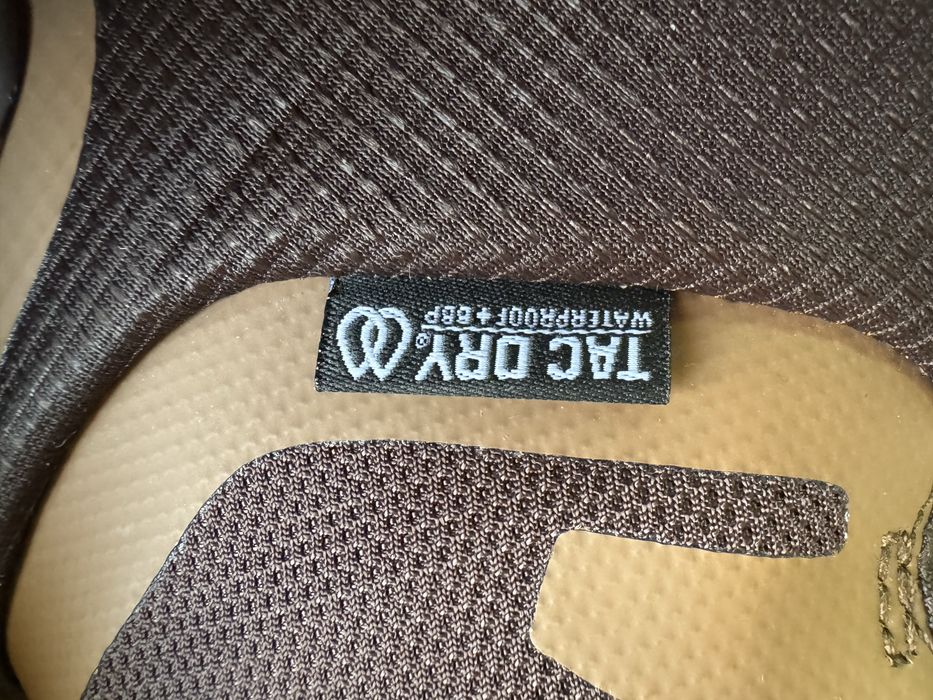 TAC DRY®
WATERPROOF + BBP